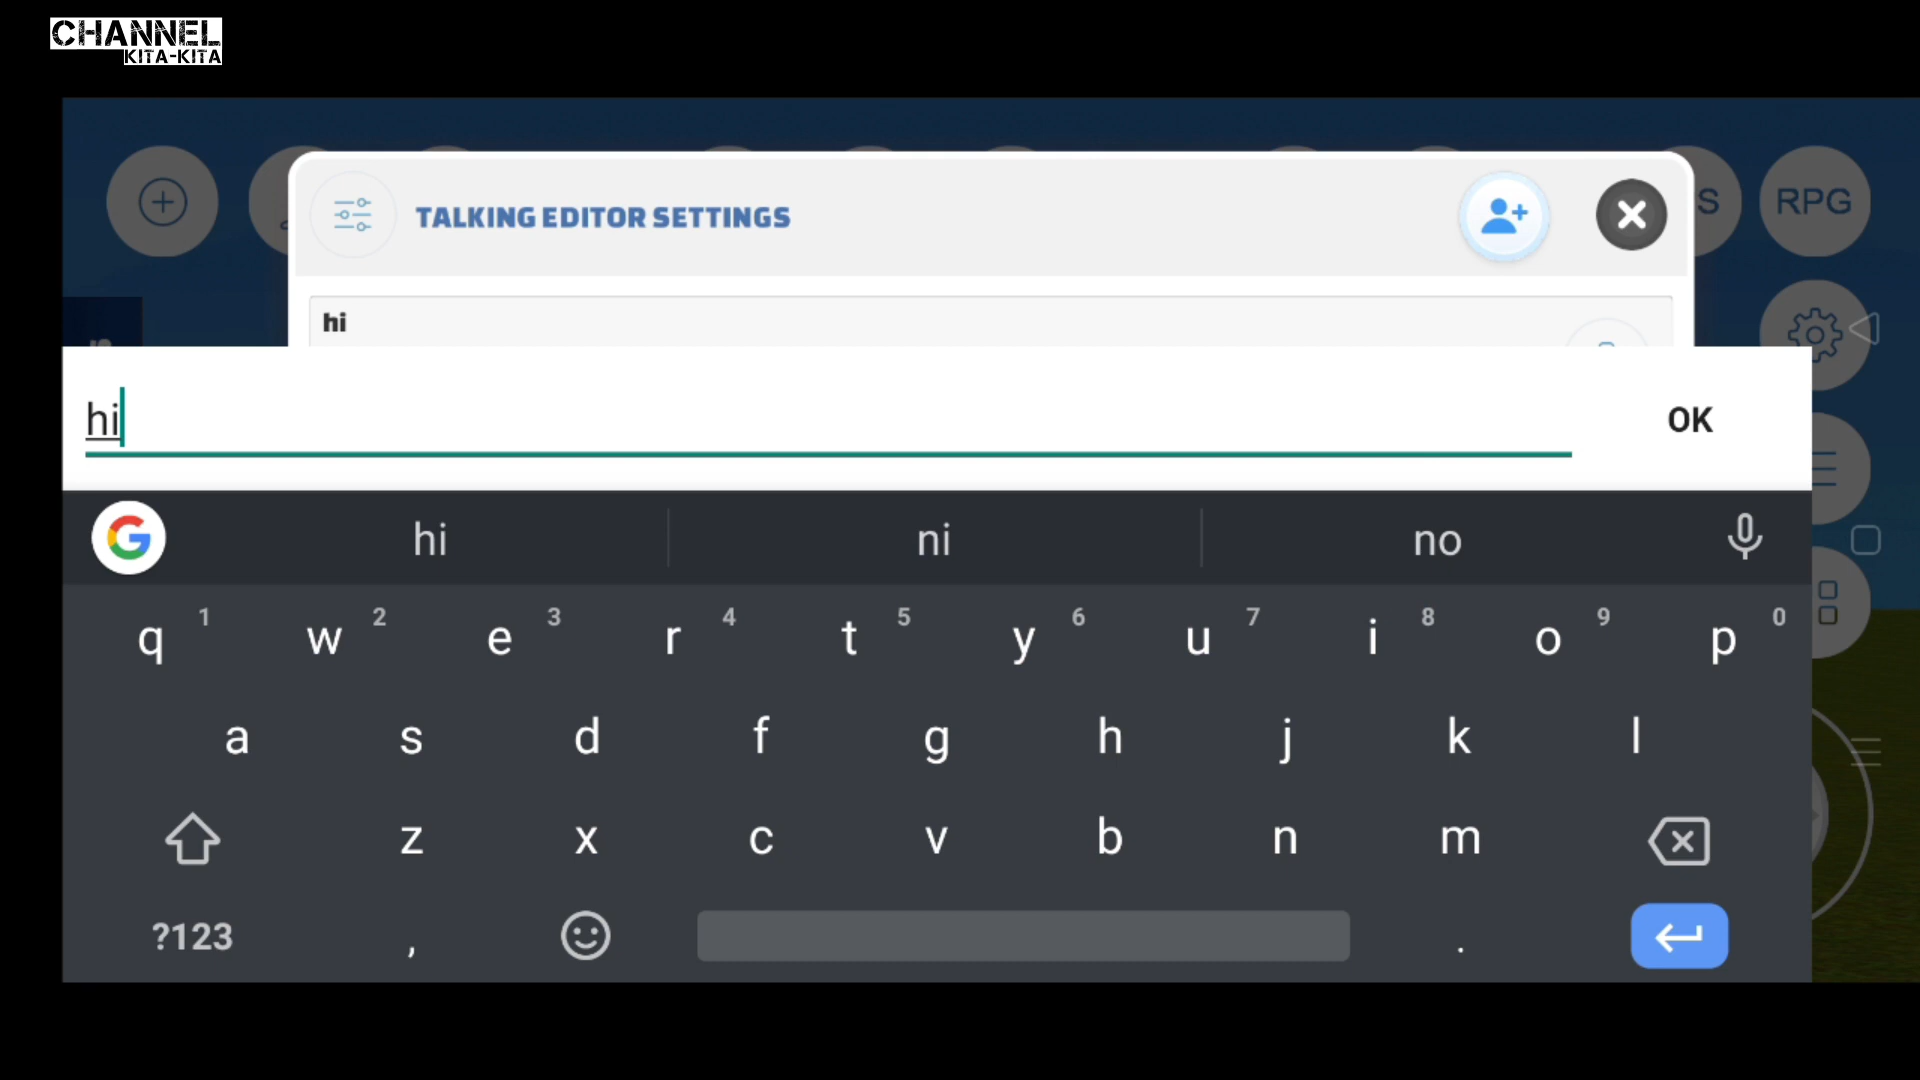 CHANNEL
KITA-KITA
S
RPG
TALKING EDITOR SETTINGS
hi
hi
OK
hi ni no
q 1 w 2 e 3 r 4 t 5 y 6 u 7 i 8 o 9 p 0
a s d f g h j k l
z x c v b n m
?123 , .